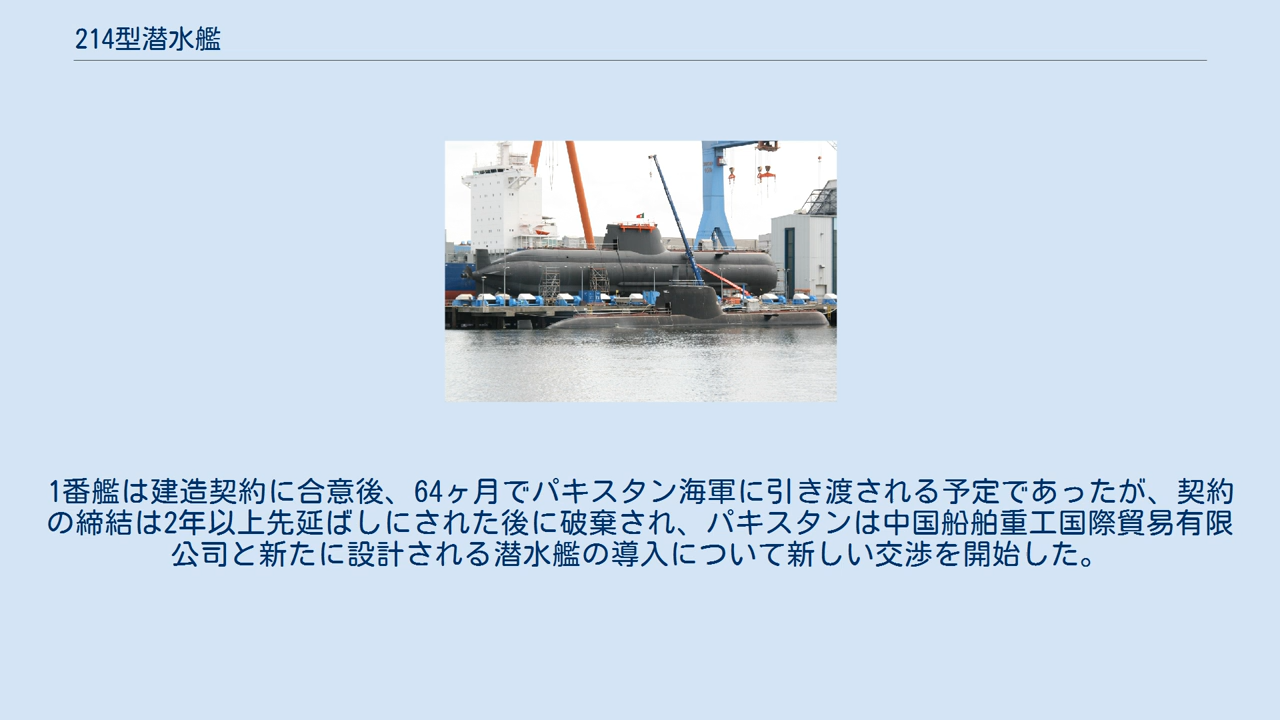 214型潜水艦
1番艦は建造契約に合意後、64ヶ月でパキスタン海軍に引き渡される予定であったが、契約
の締結は2年以上先延ばしにされた後に破棄され、パキスタンは中国船舶重工国際貿易有限
公司と新たに設計される潜水艦の導入について新しい交渉を開始した。